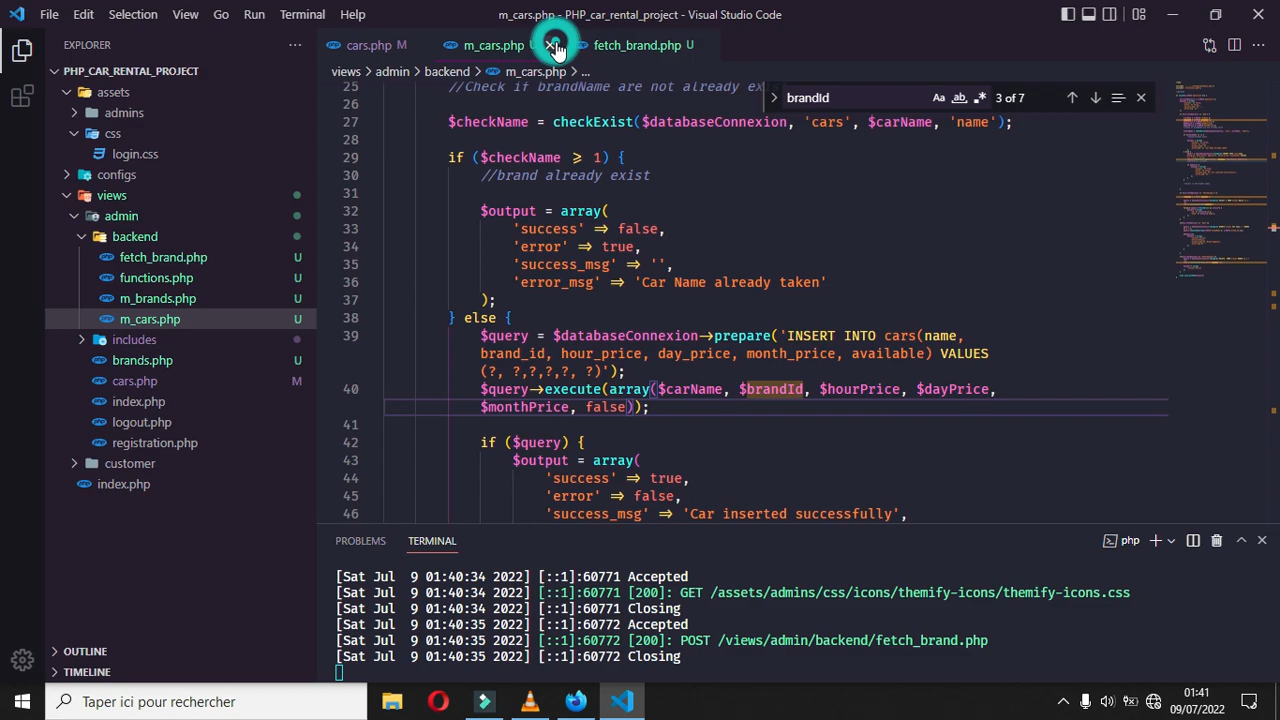 File Edit Selection View Go Run Terminal Help
m_cars.php - PHP_car_rental_project - Visual Studio Code
EXPLORER
cars.php M
m_cars.php
fetch_brand.php U
PHP_CAR_RENTAL_PROJECT
assets
admins
css
login.css
configs
views
admin
backend
fetch_brand.php U
functions.php U
m_brands.php U
m_cars.php U
includes
brands.php U
cars.php M
index.php
logout.php
registration.php
customer
index.php
OUTLINE
TIMELINE
views > admin > backend > m_cars.php > ...
brandId
Aa ab 3 of 7
25 //Check if brandName are not already ex
26
27 $checkName = checkExist($databaseConnexion, 'cars', $carName, 'name');
28
29 if ($checkName ⩾ 1) {
30 //brand already exist
31
32 $output = array(
33 'success' ⇒ false,
34 'error' ⇒ true,
35 'success_msg' ⇒ '',
36 'error_msg' ⇒ 'Car Name already taken'
37 );
38 } else {
39 $query = $databaseConnexion→prepare('INSERT INTO cars(name,
brand_id, hour_price, day_price, month_price, available) VALUES
(?, ?,?,?,?, ?)');
40 $query→execute(array($carName, $brandId, $hourPrice, $dayPrice,
$monthPrice, false));
41
42 if ($query) {
43 $output = array(
44 'success' ⇒ true,
45 'error' ⇒ false,
46 'success_msg' ⇒ 'Car inserted successfully',
PROBLEMS TERMINAL
php
[Sat Jul  9 01:40:34 2022] [::1]:60771 Accepted
[Sat Jul  9 01:40:34 2022] [::1]:60771 [200]: GET /assets/admins/css/icons/themify-icons/themify-icons.css
[Sat Jul  9 01:40:34 2022] [::1]:60771 Closing
[Sat Jul  9 01:40:35 2022] [::1]:60772 Accepted
[Sat Jul  9 01:40:35 2022] [::1]:60772 [200]: POST /views/admin/backend/fetch_brand.php
[Sat Jul  9 01:40:35 2022] [::1]:60772 Closing
Taper ici pour rechercher
01:41
09/07/2022